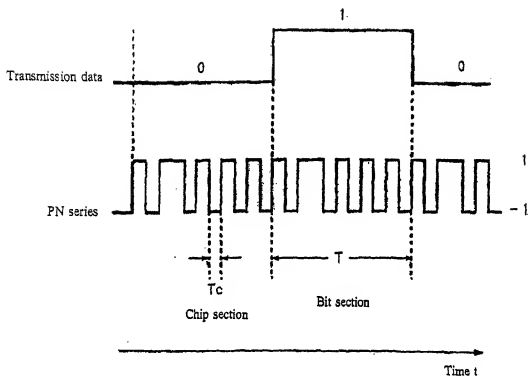 1
Transmission data
0
0
1
PN series
- 1
T
Tc
Chip section
Bit section
Time t